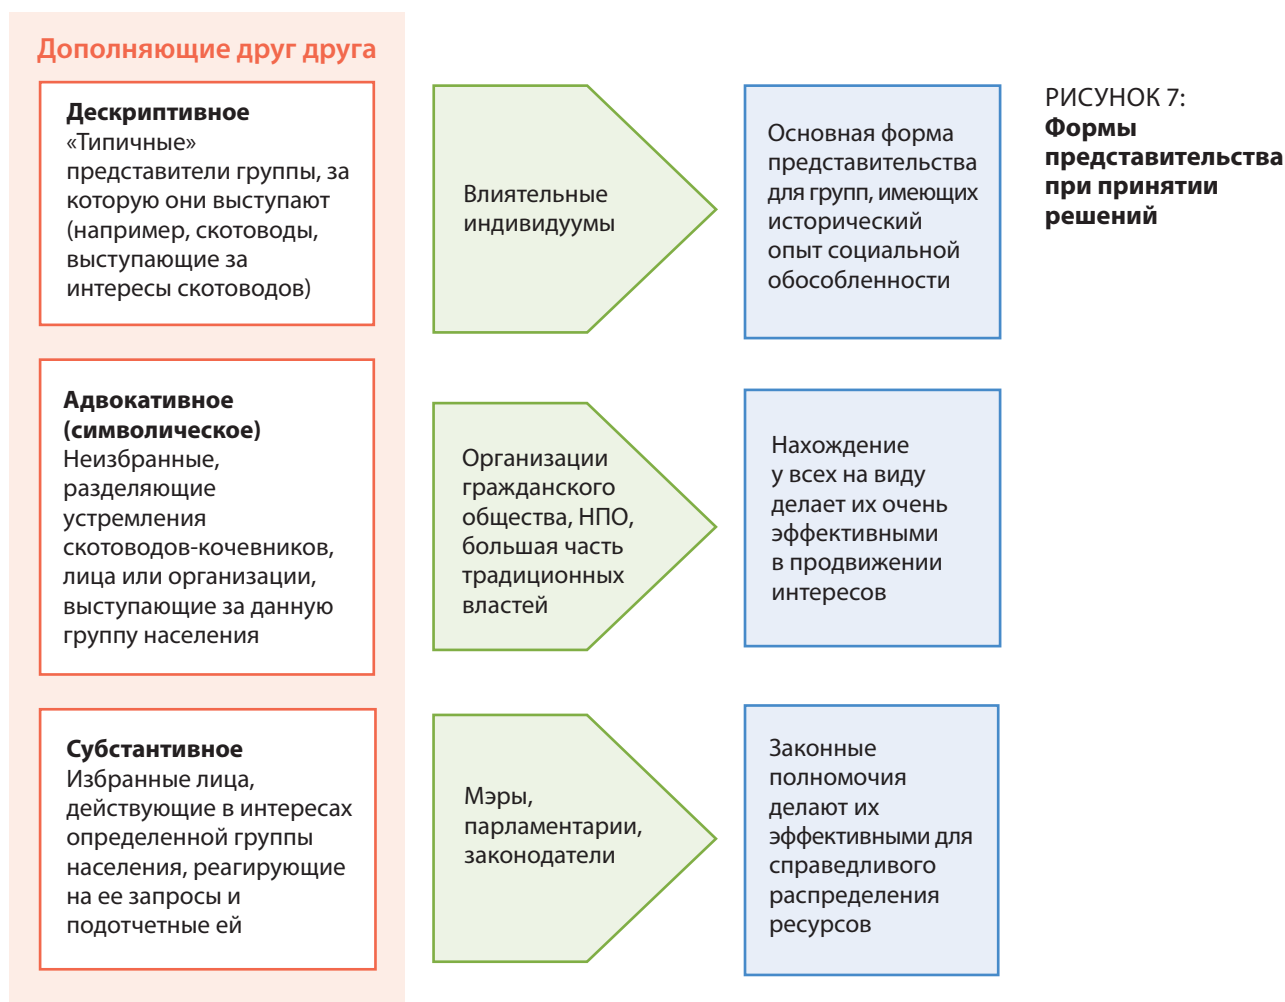 Дополняющие друг друга
Дескриптивное
«Типичные»
представители группы, за
которую они выступают
(например, скотоводы,
выступающие за
интересы скотоводов)
Влиятельные
индивидуумы
Основная форма
представительства
для групп, имеющих
исторический
опыт социальной
обособленности
РИСУНОК 7:
Формы
представительства
при принятии
решений
Адвокативное
(символическое)
Неизбранные,
разделяющие
устремления
скотоводов-кочевников,
лица или организации,
выступающие за данную
группу населения
Организации
гражданского
общества, НПО,
большая часть
традиционных
властей
Нахождение
у всех на виду
делает их очень
эффективными
в продвижении
интересов
Субстантивное
Избранные лица,
действующие в интересах
определенной группы
населения, реагирующие
на ее запросы и
подотчетные ей
Мэры,
парламентарии,
законодатели
Законные
полномочия
делают их
эффективными для
справедливого
распределения
ресурсов